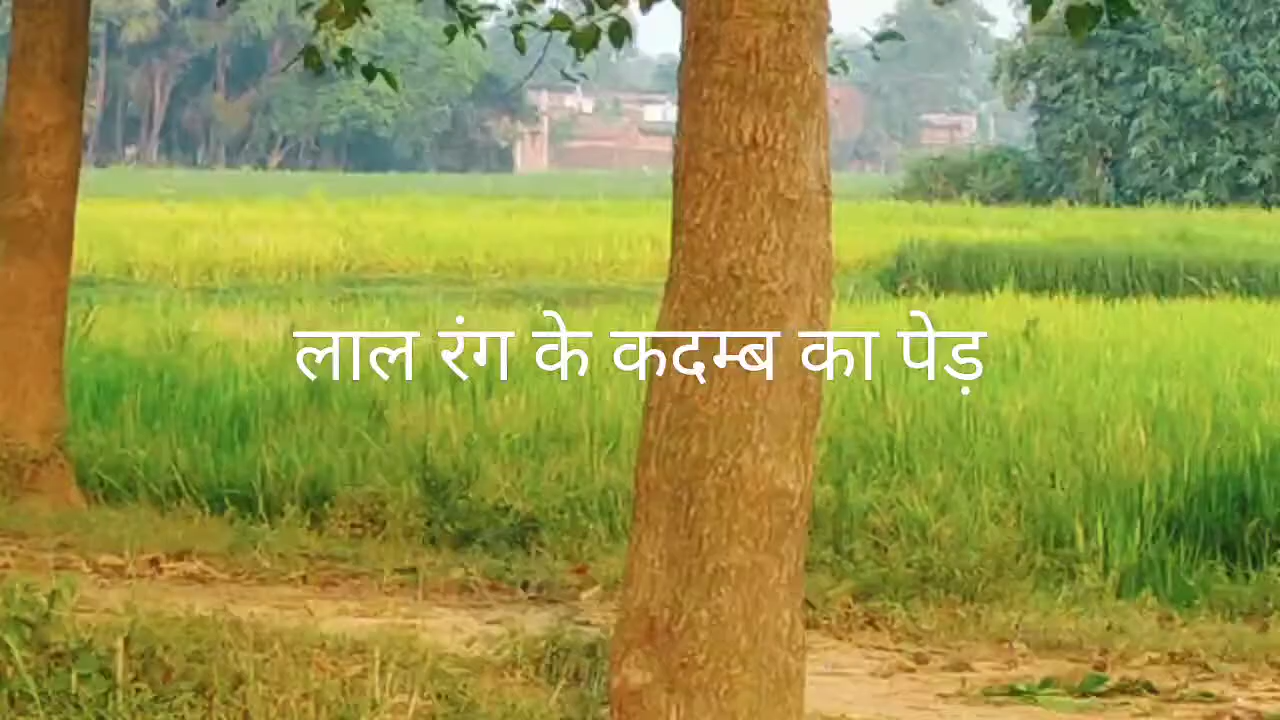 लाल रंग के कदम्ब का पेड़